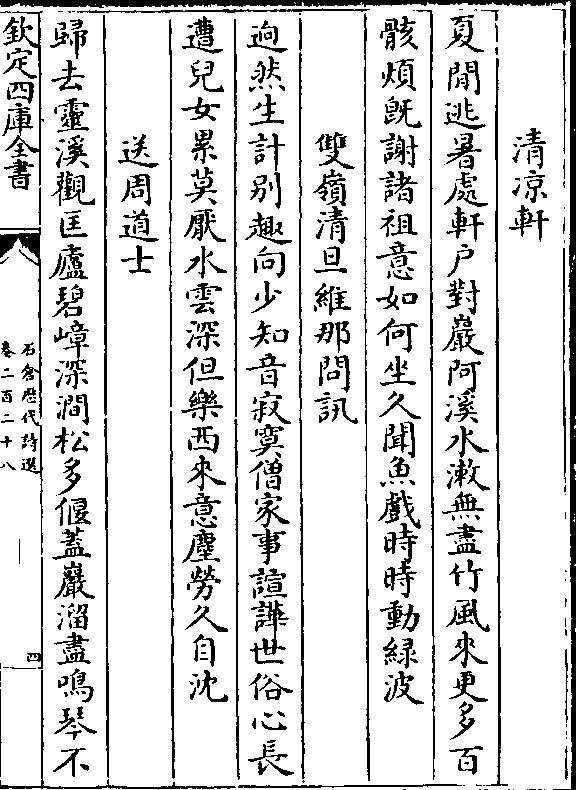 清凉軒
夏閒逃暑處軒户對巖阿溪水漱無盡竹風來更多百
骸煩既謝諸祖意如何坐久聞魚戲時時動緑波
雙嶺清旦維那問訊
逈然生計别趣向少知音寂寞僧家事諠譁世俗心長
遭兒女累莫厭水雲深但樂西來意塵勞久自沈
送周道士
歸去靈溪觀匡廬碧嶂深澗松多偃葢巖溜盡鳴琴不
欽定四庫全書
石倉歷代詩選
卷二百二十八
四